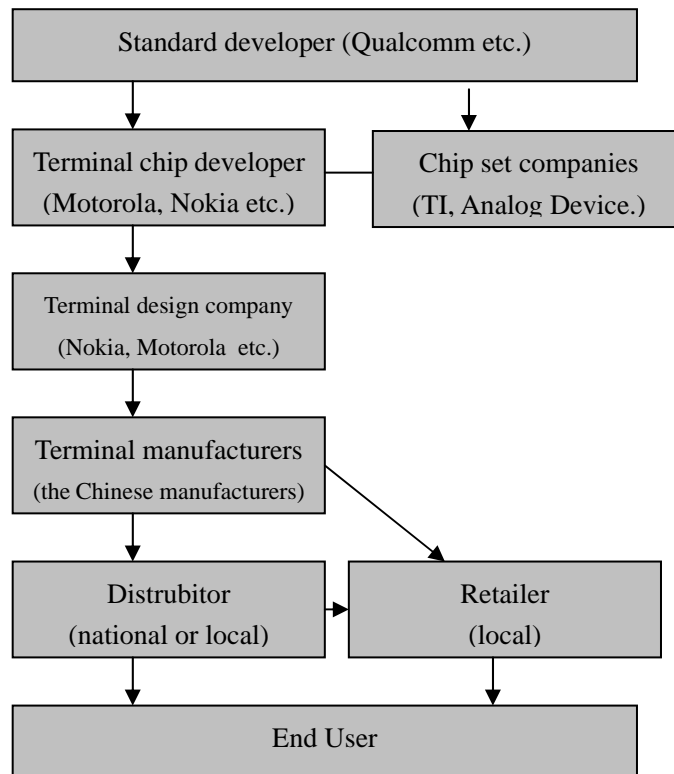 Standard developer (Qualcomm etc.)
Terminal chip developer
(Motorola, Nokia etc.)
Chip set companies
(TI, Analog Device.)
Terminal design company
(Nokia, Motorola etc.)
Terminal manufacturers
(the Chinese manufacturers)
Distrubitor
(national or local)
Retailer
(local)
End User